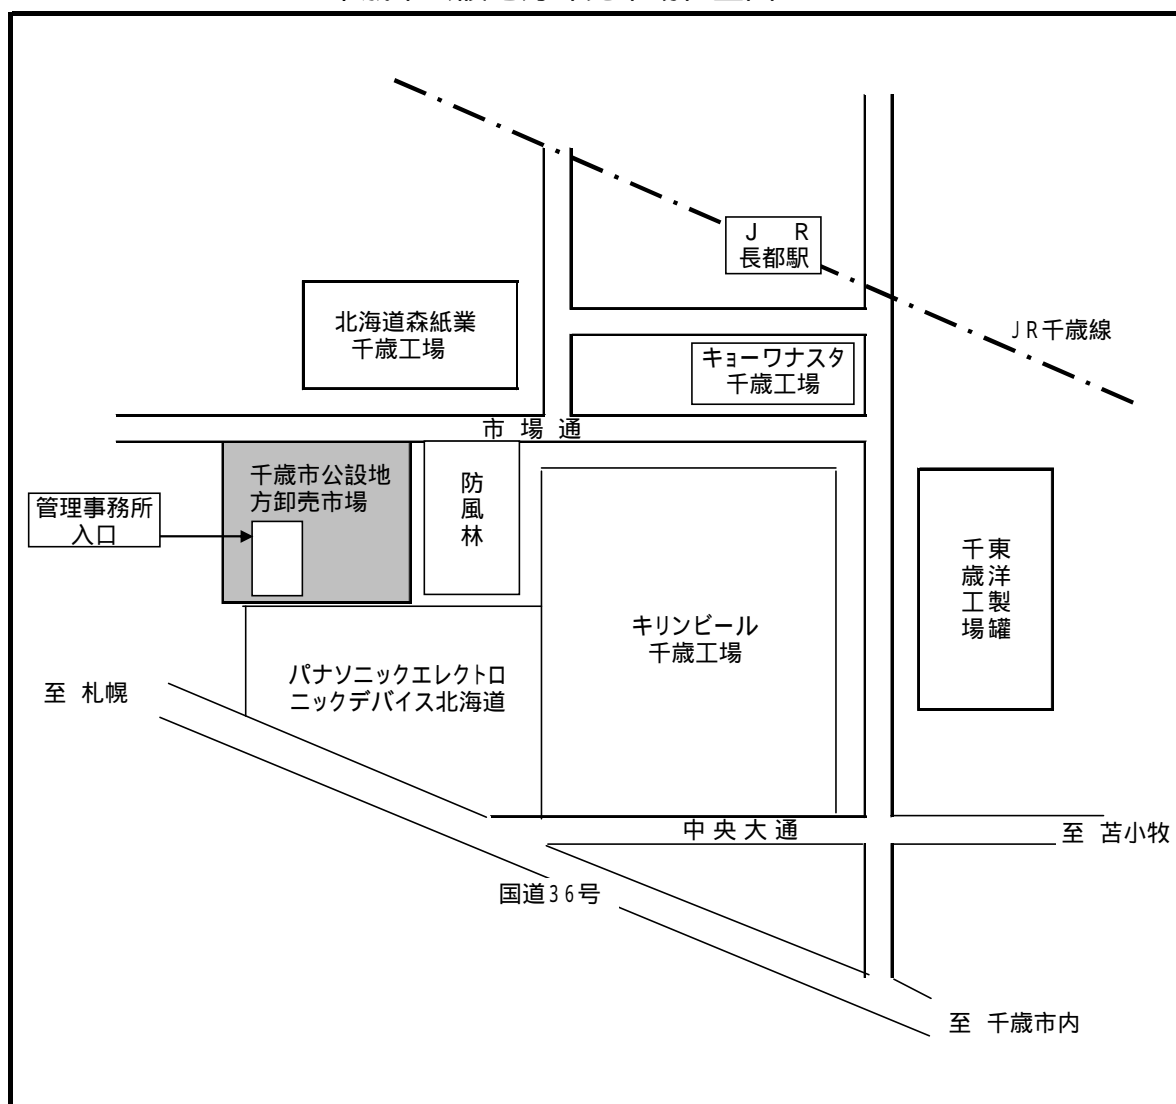 J R
長都駅
JR千歳線
北海道森紙業
千歳工場
キョーワナスタ
千歳工場
市場通
千歳市公設地
方卸売市場
防風林
管理事務所
入口
東洋製罐
千歳工場
キリンビール
千歳工場
パナソニックエレクトロ
ニックデバイス北海道
至 札幌
中央大通
至 苫小牧
国道36号
至 千歳市内